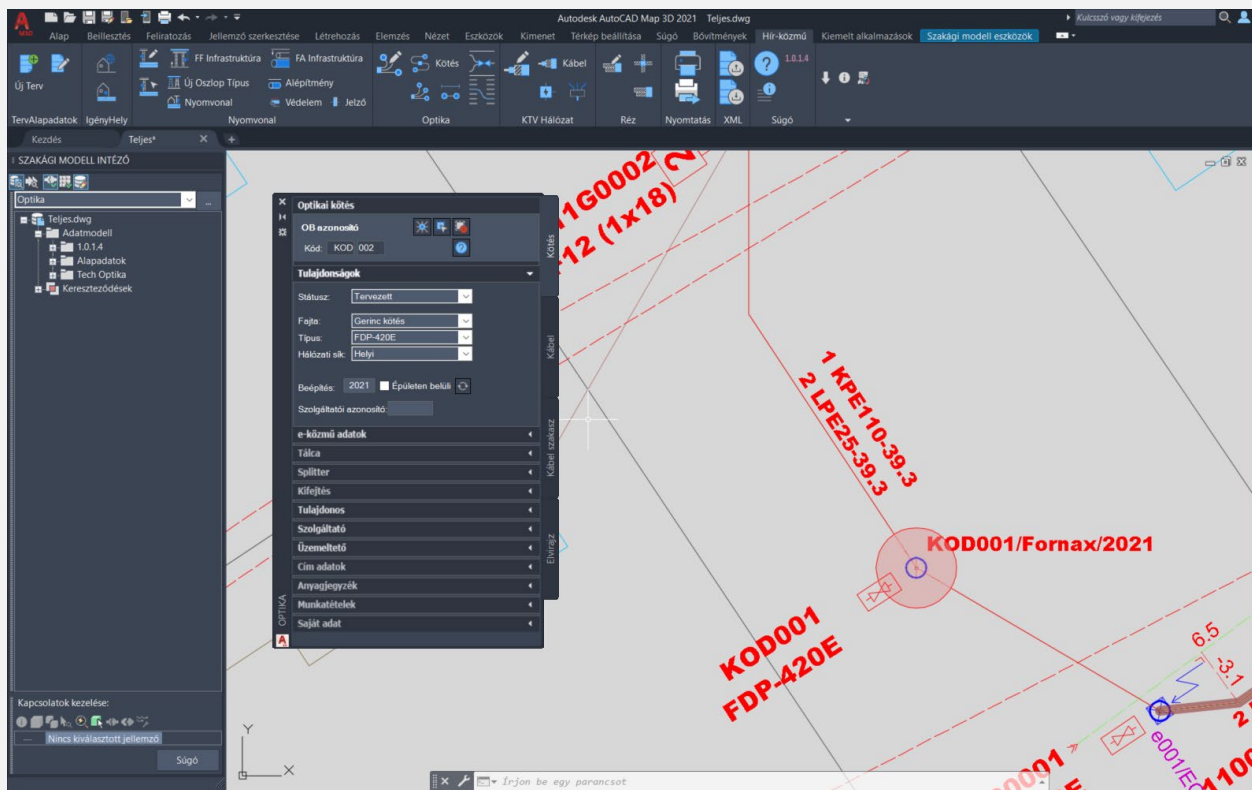 Autodesk AutoCAD Map 3D 2021 Teljes.dwg
Kulcsszó vagy kifejezés
Alap Beillesztés Feliratozás Jellemző szerkesztése Létrehozás Elemzés Nézet Eszközök Kimenet Térkép beállítása Súgó Bővítmények Hír-közmű Kiemelt alkalmazások Szakági modell eszközök
FF Infrastruktúra FA Infrastruktúra Kötés Kábel 1.0.1.4
Új Terv Új Oszlop Típus Alépítmény
Nyomvonal Védelem Jelző
TervAlapadatok IgényHely Nyomvonal Optika KTV Hálózat Réz Nyomtatás XML Súgó
Kezdés Teljes*
SZAKÁGI MODELL INTÉZŐ
Optika
Teljes.dwg
Adatmodell
1.0.1.4
Alapadatok
Tech Optika
Kereszteződések
Kapcsolatok kezelése:
Nincs kiválasztott jellemző
Súgó
Optikai kötés
OB azonosító
Kód: KOD 002
Tulajdonságok
Státusz: Tervezett
Fajta: Gerinc kötés
Típus: FDP-420E
Hálózati sík: Helyi
Beépítés: 2021 Épületen belüli
Szolgáltatói azonosító:
e-közmű adatok
Tálca
Splitter
Kifejtés
Tulajdonos
Szolgáltató
Üzemeltető
Cím adatok
Anyagjegyzék
Munkatételek
Saját adat
OPTIKA
Kötés
Kábel
Kábel szakasz
Elvirajz
11G0002
12 (1x18)
1 KPE110-39.3
2 LPE25-39.3
KOD001/Fornax/2021
KOD001
FDP-420E
6.5
-3.1
2
e001/EC
0001
1100
Y
X
Írjon be egy parancsot